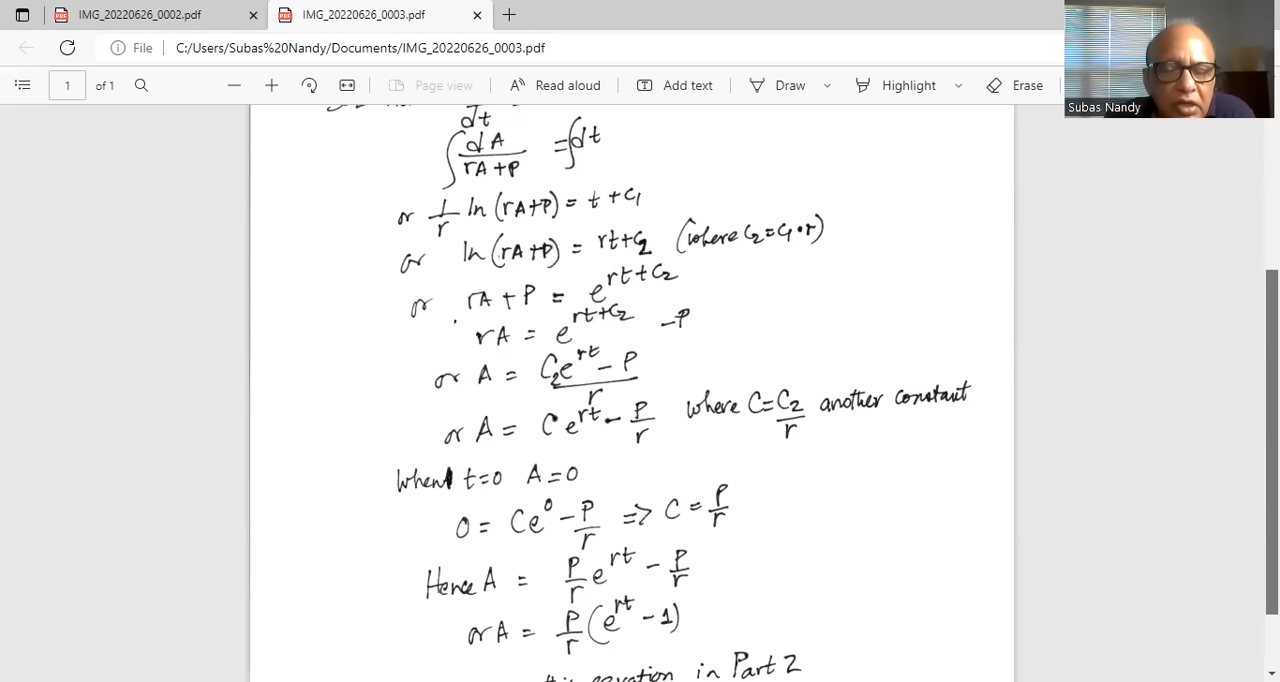 IMG_20220626_0002.pdf
IMG_20220626_0003.pdf
File
C:/Users/Subas%20Nandy/Documents/IMG_20220626_0003.pdf
1 of 1
Page view
Read aloud
Add text
Draw
Highlight
Erase
Subas Nandy
dt
∫ dA/(rA+P) = ∫dt
or 1/r ln(rA+P) = t + C1
or ln(rA+P) = rt+C2 (where C2=C1•r)
or rA + P = e^(rt+C2)
rA = e^(rt+C2) -P
or A = (C2e^rt - P)/r
or A = Ce^rt - P/r where C=C2/r another constant
When t=0 A=0
0 = Ce^0 - P/r => C = P/r
Hence A = P/r e^rt - P/r
or A = P/r (e^rt - 1)
equation in Part 2